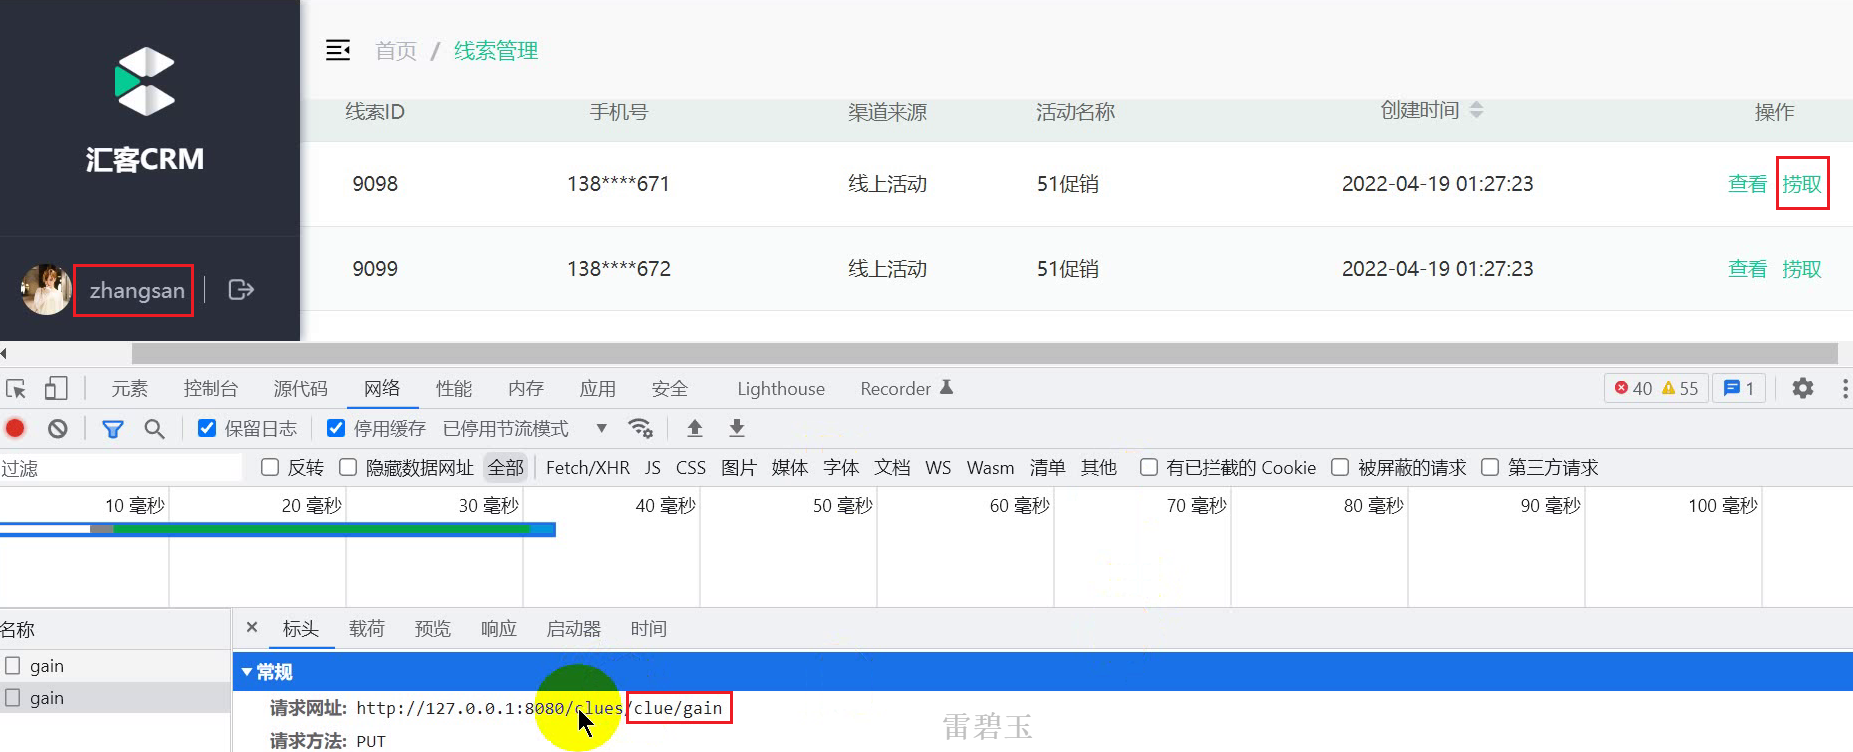 首页 / 线索管理
汇客CRM
zhangsan
线索ID 手机号 渠道来源 活动名称 创建时间 操作
9098 138****671 线上活动 51促销 2022-04-19 01:27:23 查看 捞取
9099 138****672 线上活动 51促销 2022-04-19 01:27:23 查看 捞取
元素 控制台 源代码 网络 性能 内存 应用 安全 Lighthouse Recorder 40 55 1
保留日志 停用缓存 已停用节流模式
过滤 反转 隐藏数据网址 全部 Fetch/XHR JS CSS 图片 媒体 字体 文档 WS Wasm 清单 其他 有已拦截的 Cookie 被屏蔽的请求 第三方请求
10 毫秒 20 毫秒 30 毫秒 40 毫秒 50 毫秒 60 毫秒 70 毫秒 80 毫秒 90 毫秒 100 毫秒
名称 × 标头 载荷 预览 响应 启动器 时间
gain
gain
常规
请求网址: http://127.0.0.1:8080/clues/clue/gain
请求方法: PUT
雷碧玉